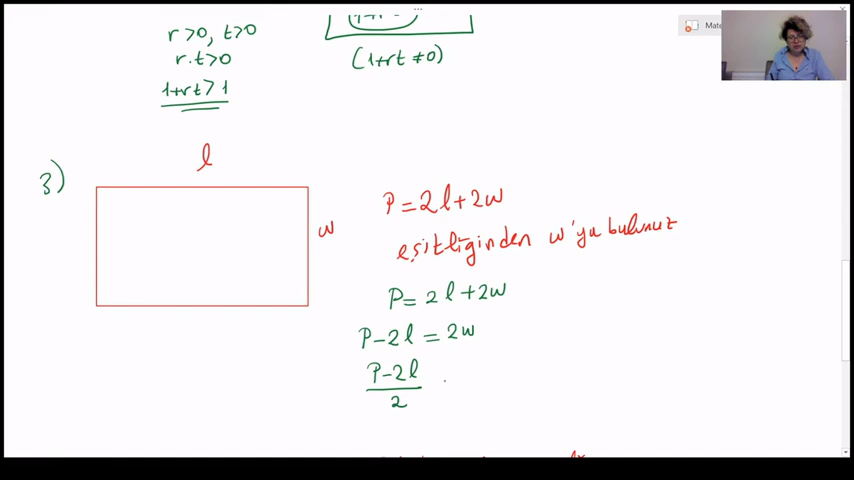 r>0, t>0
r.t>0
(1+rt≠0)
1+rt>1
3)
l
w
P=2l+2w
eşitliğinden w'yu bulunuz
P=2l+2w
P-2l=2w
P-2l
2